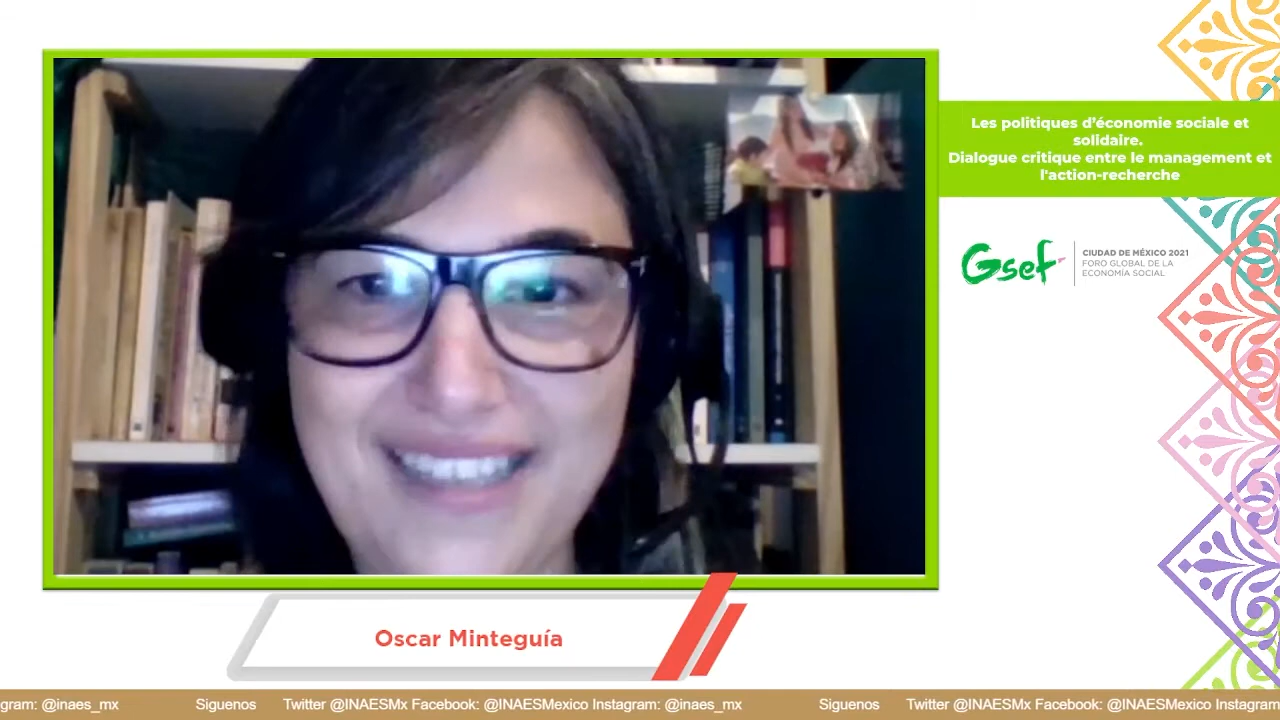 Les politiques d'économie sociale et
solidaire.
Dialogue critique entre le management et
l'action-recherche
Gsef
CIUDAD DE MÉXICO 2021
FORO GLOBAL DE LA
ECONOMÍA SOCIAL
Oscar Minteguía
gram: @inaes_mx Siguenos Twitter @INAESMx Facebook: @INAESMexico Instagram: @inaes_mx Siguenos Twitter @INAESMx Facebook: @INAESMexico Instagram